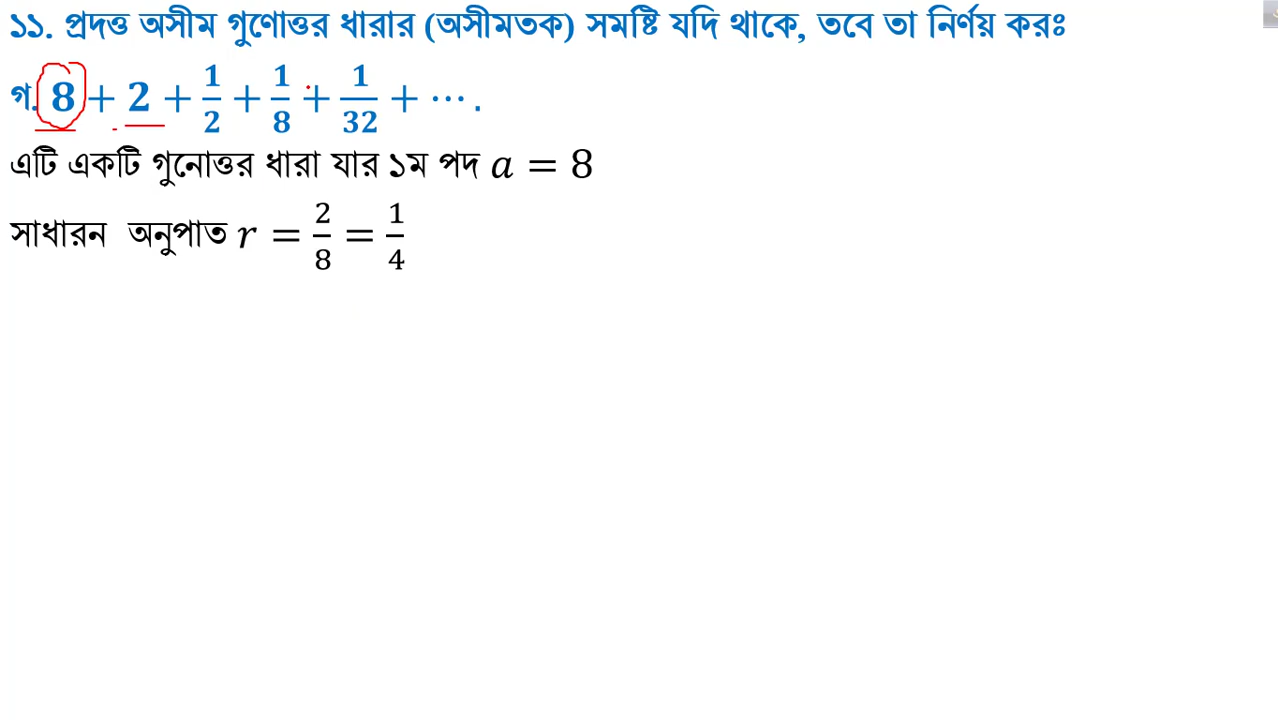 ১১. প্রদত্ত অসীম গুণোত্তর ধারার (অসীমতক) সমষ্টি যদি থাকে, তবে তা নির্ণয় করঃ
গ. 8 + 2 + 1/2 + 1/8 + 1/32 + ⋯ .
এটি একটি গুনোত্তর ধারা যার ১ম পদ a = 8
সাধারন অনুপাত r = 2/8 = 1/4